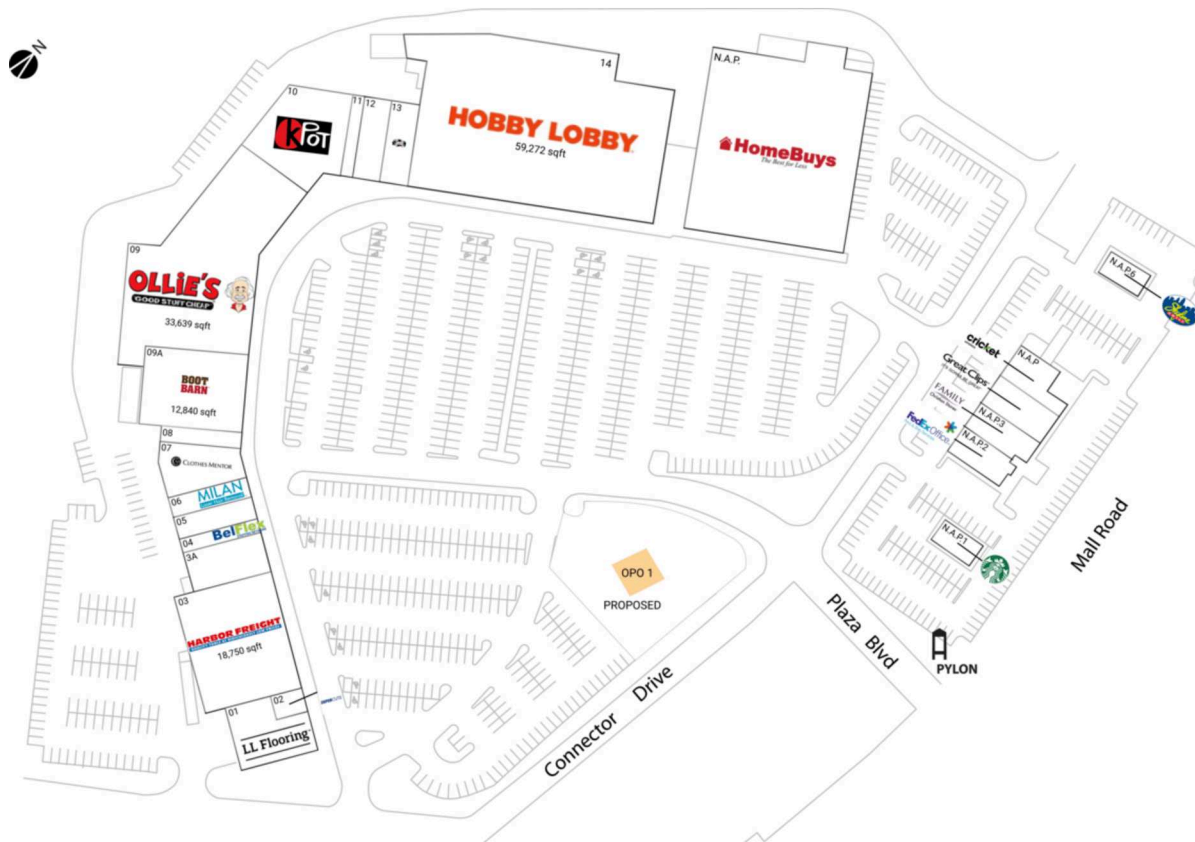 N
14
HOBBY LOBBY
59,272 sqft
N.A.P.
HomeBuys
The Best for Less
10
KPOT
11
12
13
09
OLLIE'S
GOOD STUFF CHEAP
33,639 sqft
09A
BOOT
BARN
12,840 sqft
08
07
CLOTHES MENTOR
06
MILAN
05
04
BelFlex
3A
03
HARBOR FREIGHT
18,750 sqft
02
01
LL Flooring
OPO 1
PROPOSED
N.A.P.6
Skyline
cricket
N.A.P
Great Clips
FAMILY
N.A.P.3
FedEx Office
N.A.P.2
N.A.P.1
Mall Road
Plaza Blvd
PYLON
Connector Drive